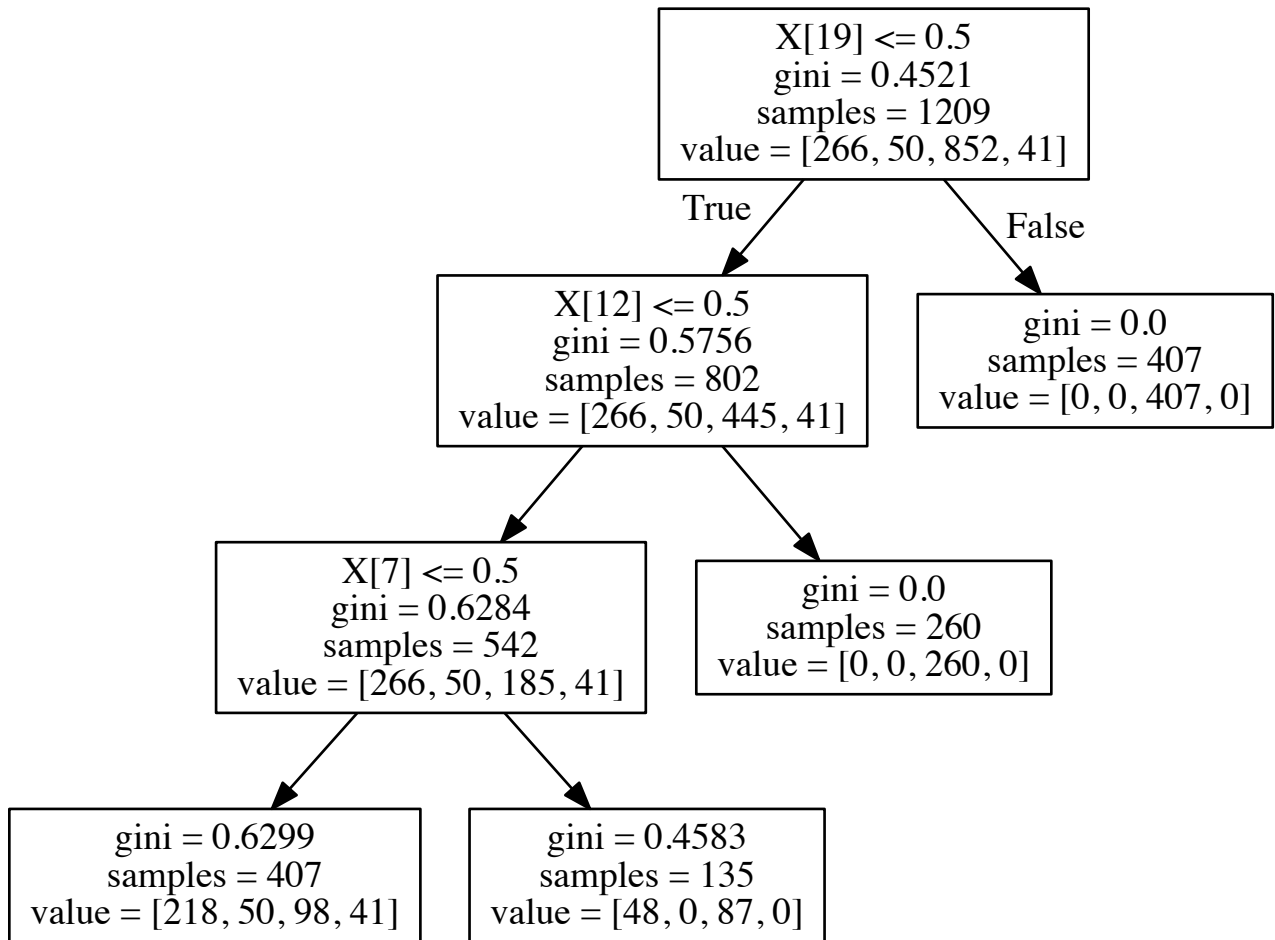 X[19] <= 0.5
gini = 0.4521
samples = 1209
value = [266, 50, 852, 41]
True
False
X[12] <= 0.5
gini = 0.5756
samples = 802
value = [266, 50, 445, 41]
gini = 0.0
samples = 407
value = [0, 0, 407, 0]
X[7] <= 0.5
gini = 0.6284
samples = 542
value = [266, 50, 185, 41]
gini = 0.0
samples = 260
value = [0, 0, 260, 0]
gini = 0.6299
samples = 407
value = [218, 50, 98, 41]
gini = 0.4583
samples = 135
value = [48, 0, 87, 0]